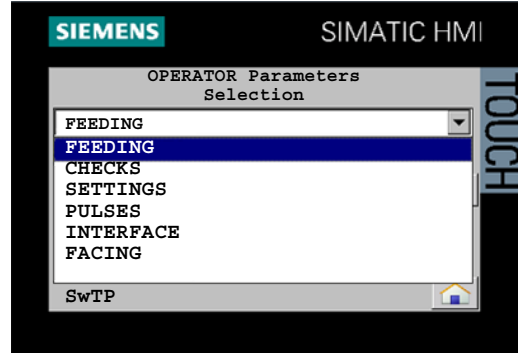 SIEMENS
SIMATIC HMI
OPERATOR Parameters
Selection
TOUCH
FEEDING
FEEDING
CHECKS
SETTINGS
PULSES
INTERFACE
FACING
SwTP